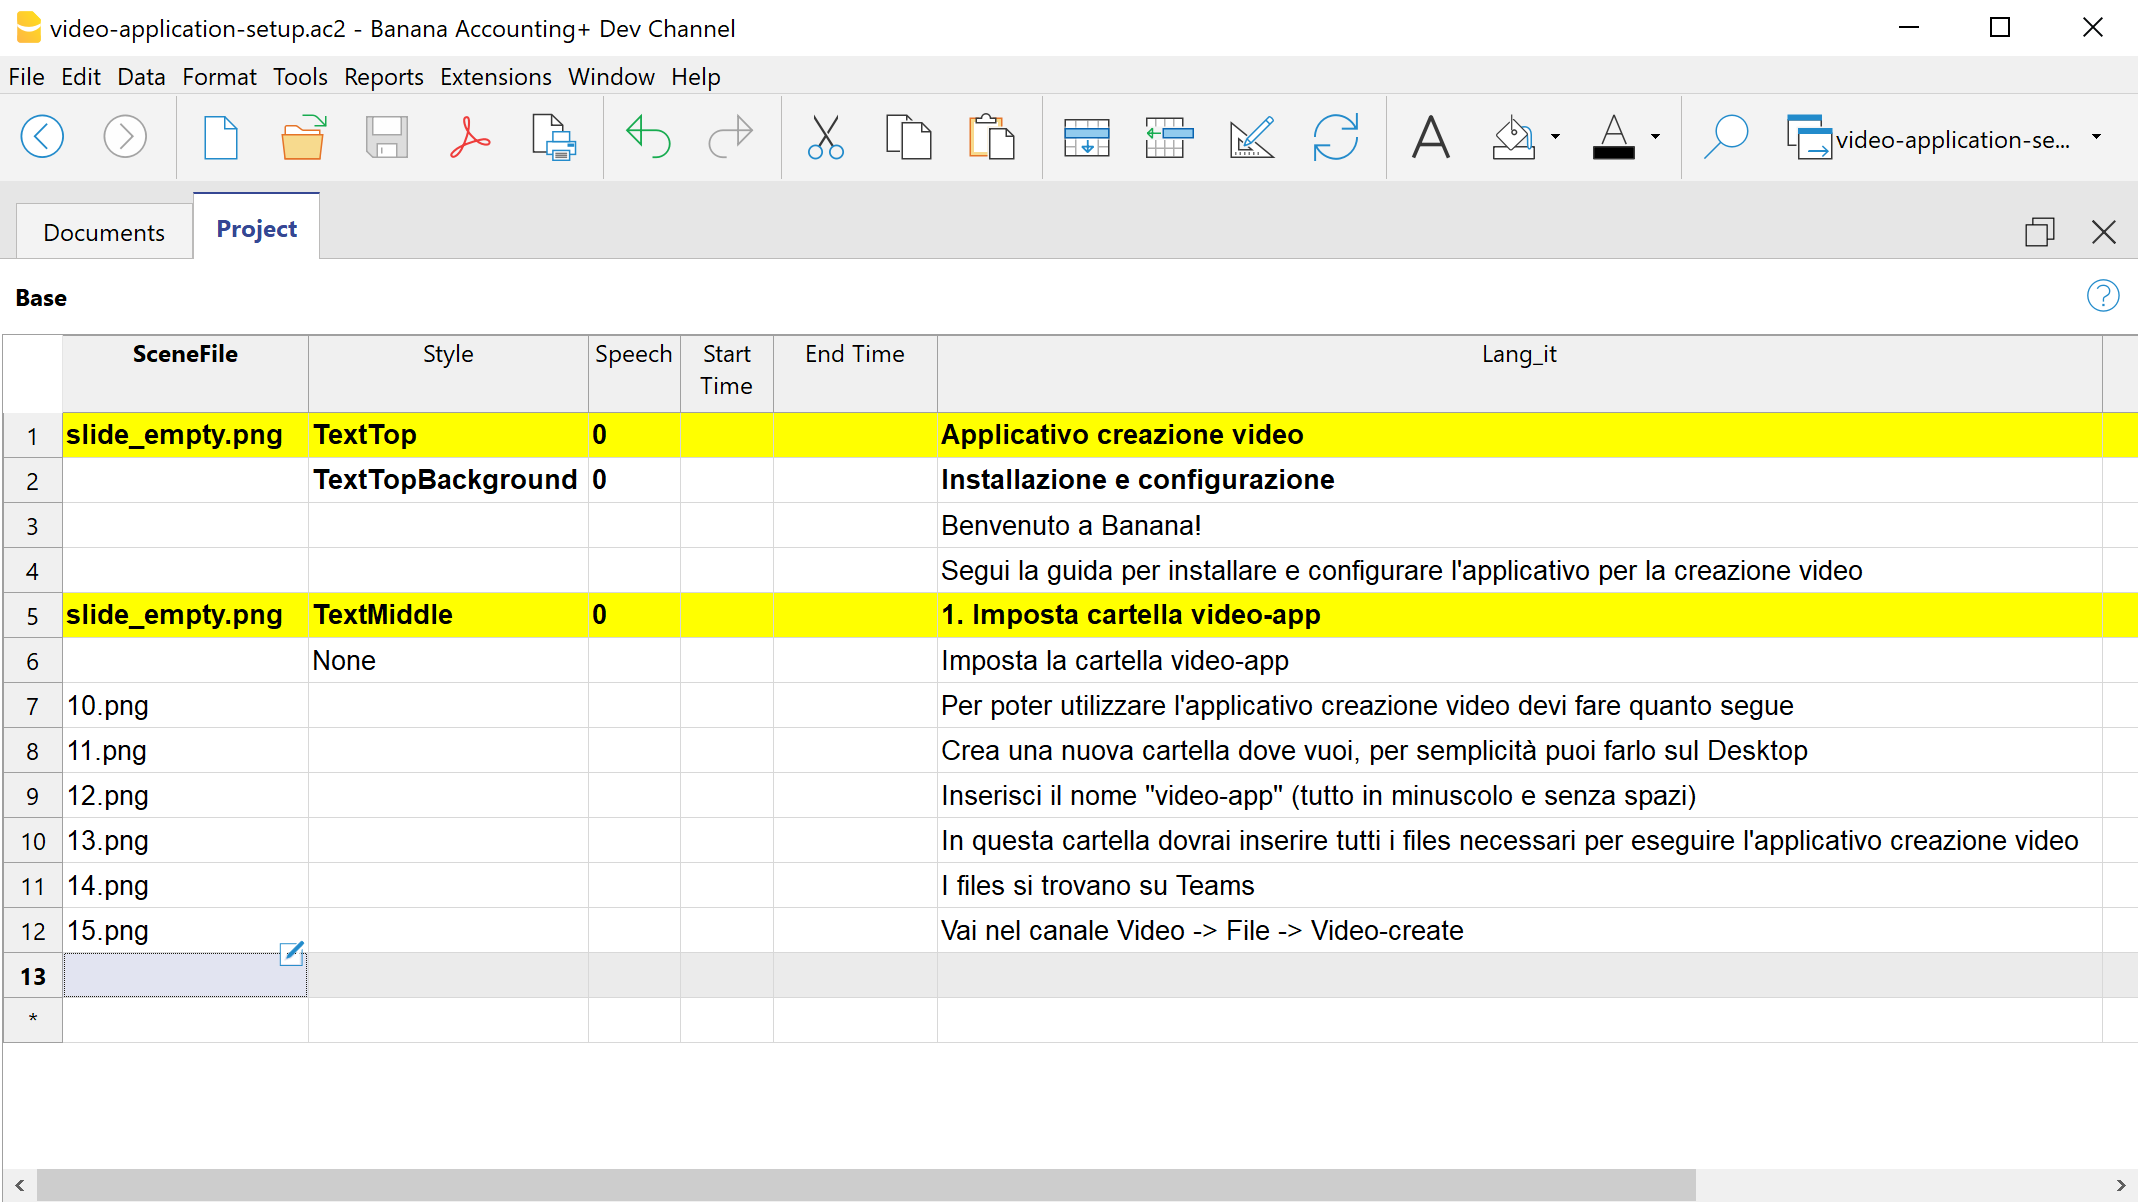 video-application-setup.ac2 - Banana Accounting+ Dev Channel
File Edit Data Format Tools Reports Extensions Window Help
video-application-se...
Documents Project
Base
SceneFile Style Speech Start Time End Time Lang_it
1 slide_empty.png TextTop 0 Applicativo creazione video
2 TextTopBackground 0 Installazione e configurazione
3 Benvenuto a Banana!
4 Segui la guida per installare e configurare l'applicativo per la creazione video
5 slide_empty.png TextMiddle 0 1. Imposta cartella video-app
6 None Imposta la cartella video-app
7 10.png Per poter utilizzare l'applicativo creazione video devi fare quanto segue
8 11.png Crea una nuova cartella dove vuoi, per semplicità puoi farlo sul Desktop
9 12.png Inserisci il nome "video-app" (tutto in minuscolo e senza spazi)
10 13.png In questa cartella dovrai inserire tutti i files necessari per eseguire l'applicativo creazione video
11 14.png I files si trovano su Teams
12 15.png Vai nel canale Video -> File -> Video-create
13
*